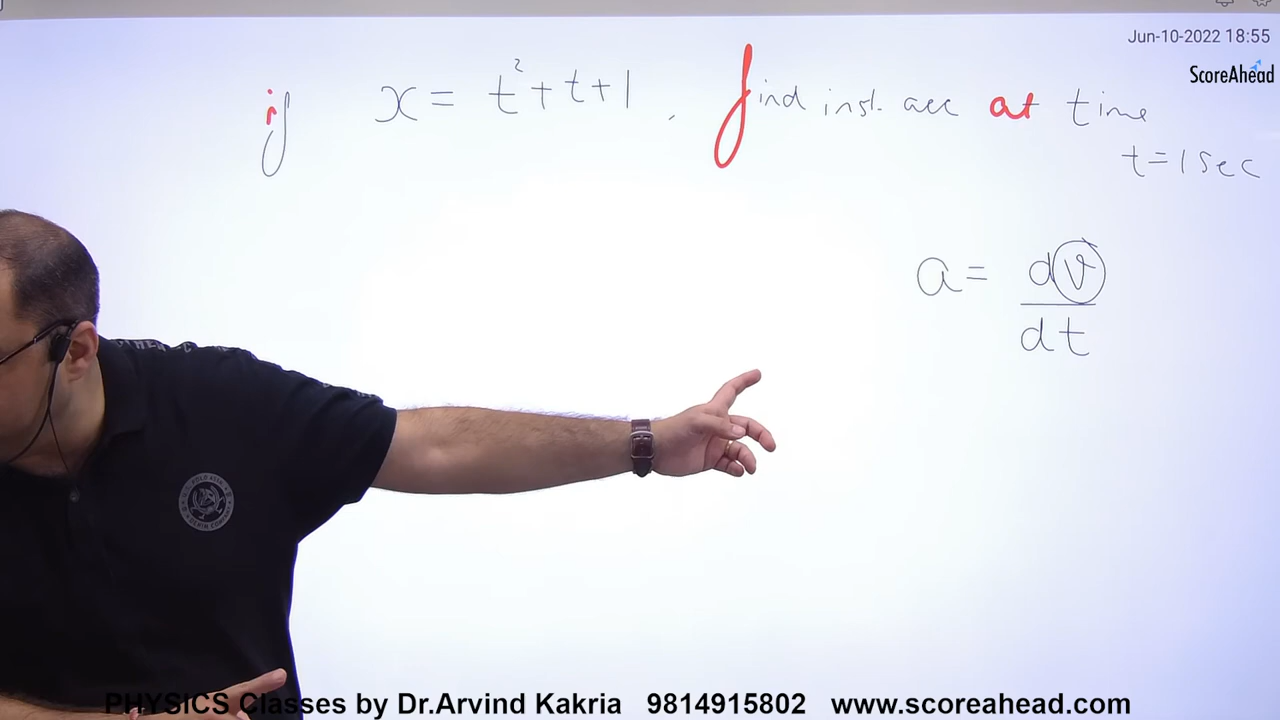 Jun-10-2022 18:55
ScoreAhead
if x = t² + t + 1, find inst. acc at time
t = 1 sec
a = dv
dt
PHYSICS Classes by Dr.Arvind Kakria 9814915802 www.scoreahead.com